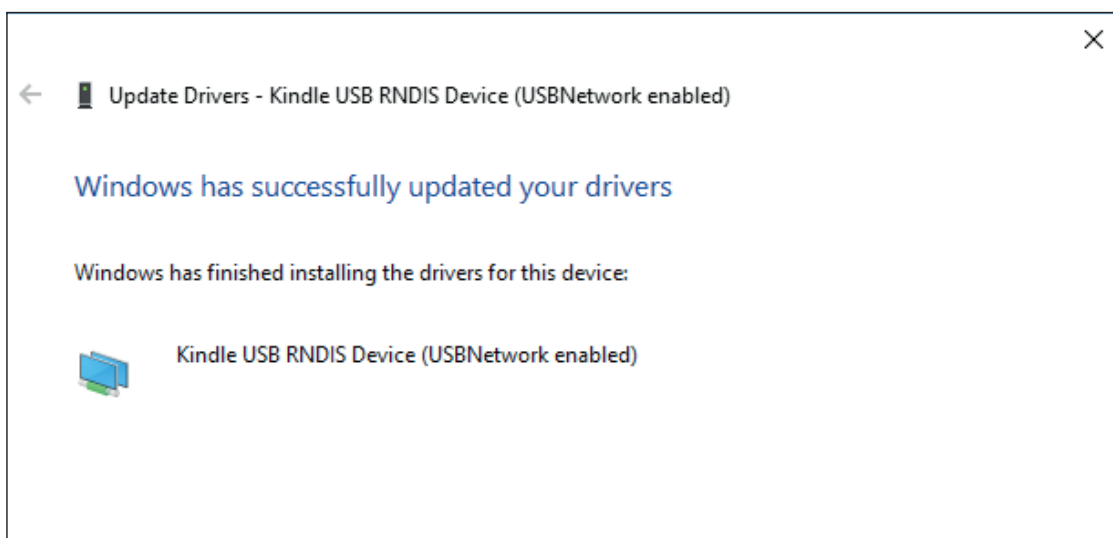 Update Drivers - Kindle USB RNDIS Device (USBNetwork enabled)
Windows has successfully updated your drivers
Windows has finished installing the drivers for this device:
Kindle USB RNDIS Device (USBNetwork enabled)